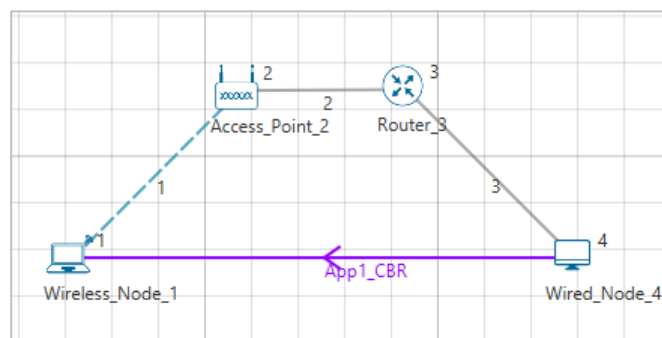 2
3
Access_Point_2
2
Router_3
1
3
1
4
App1_CBR
Wireless_Node_1
Wired_Node_4